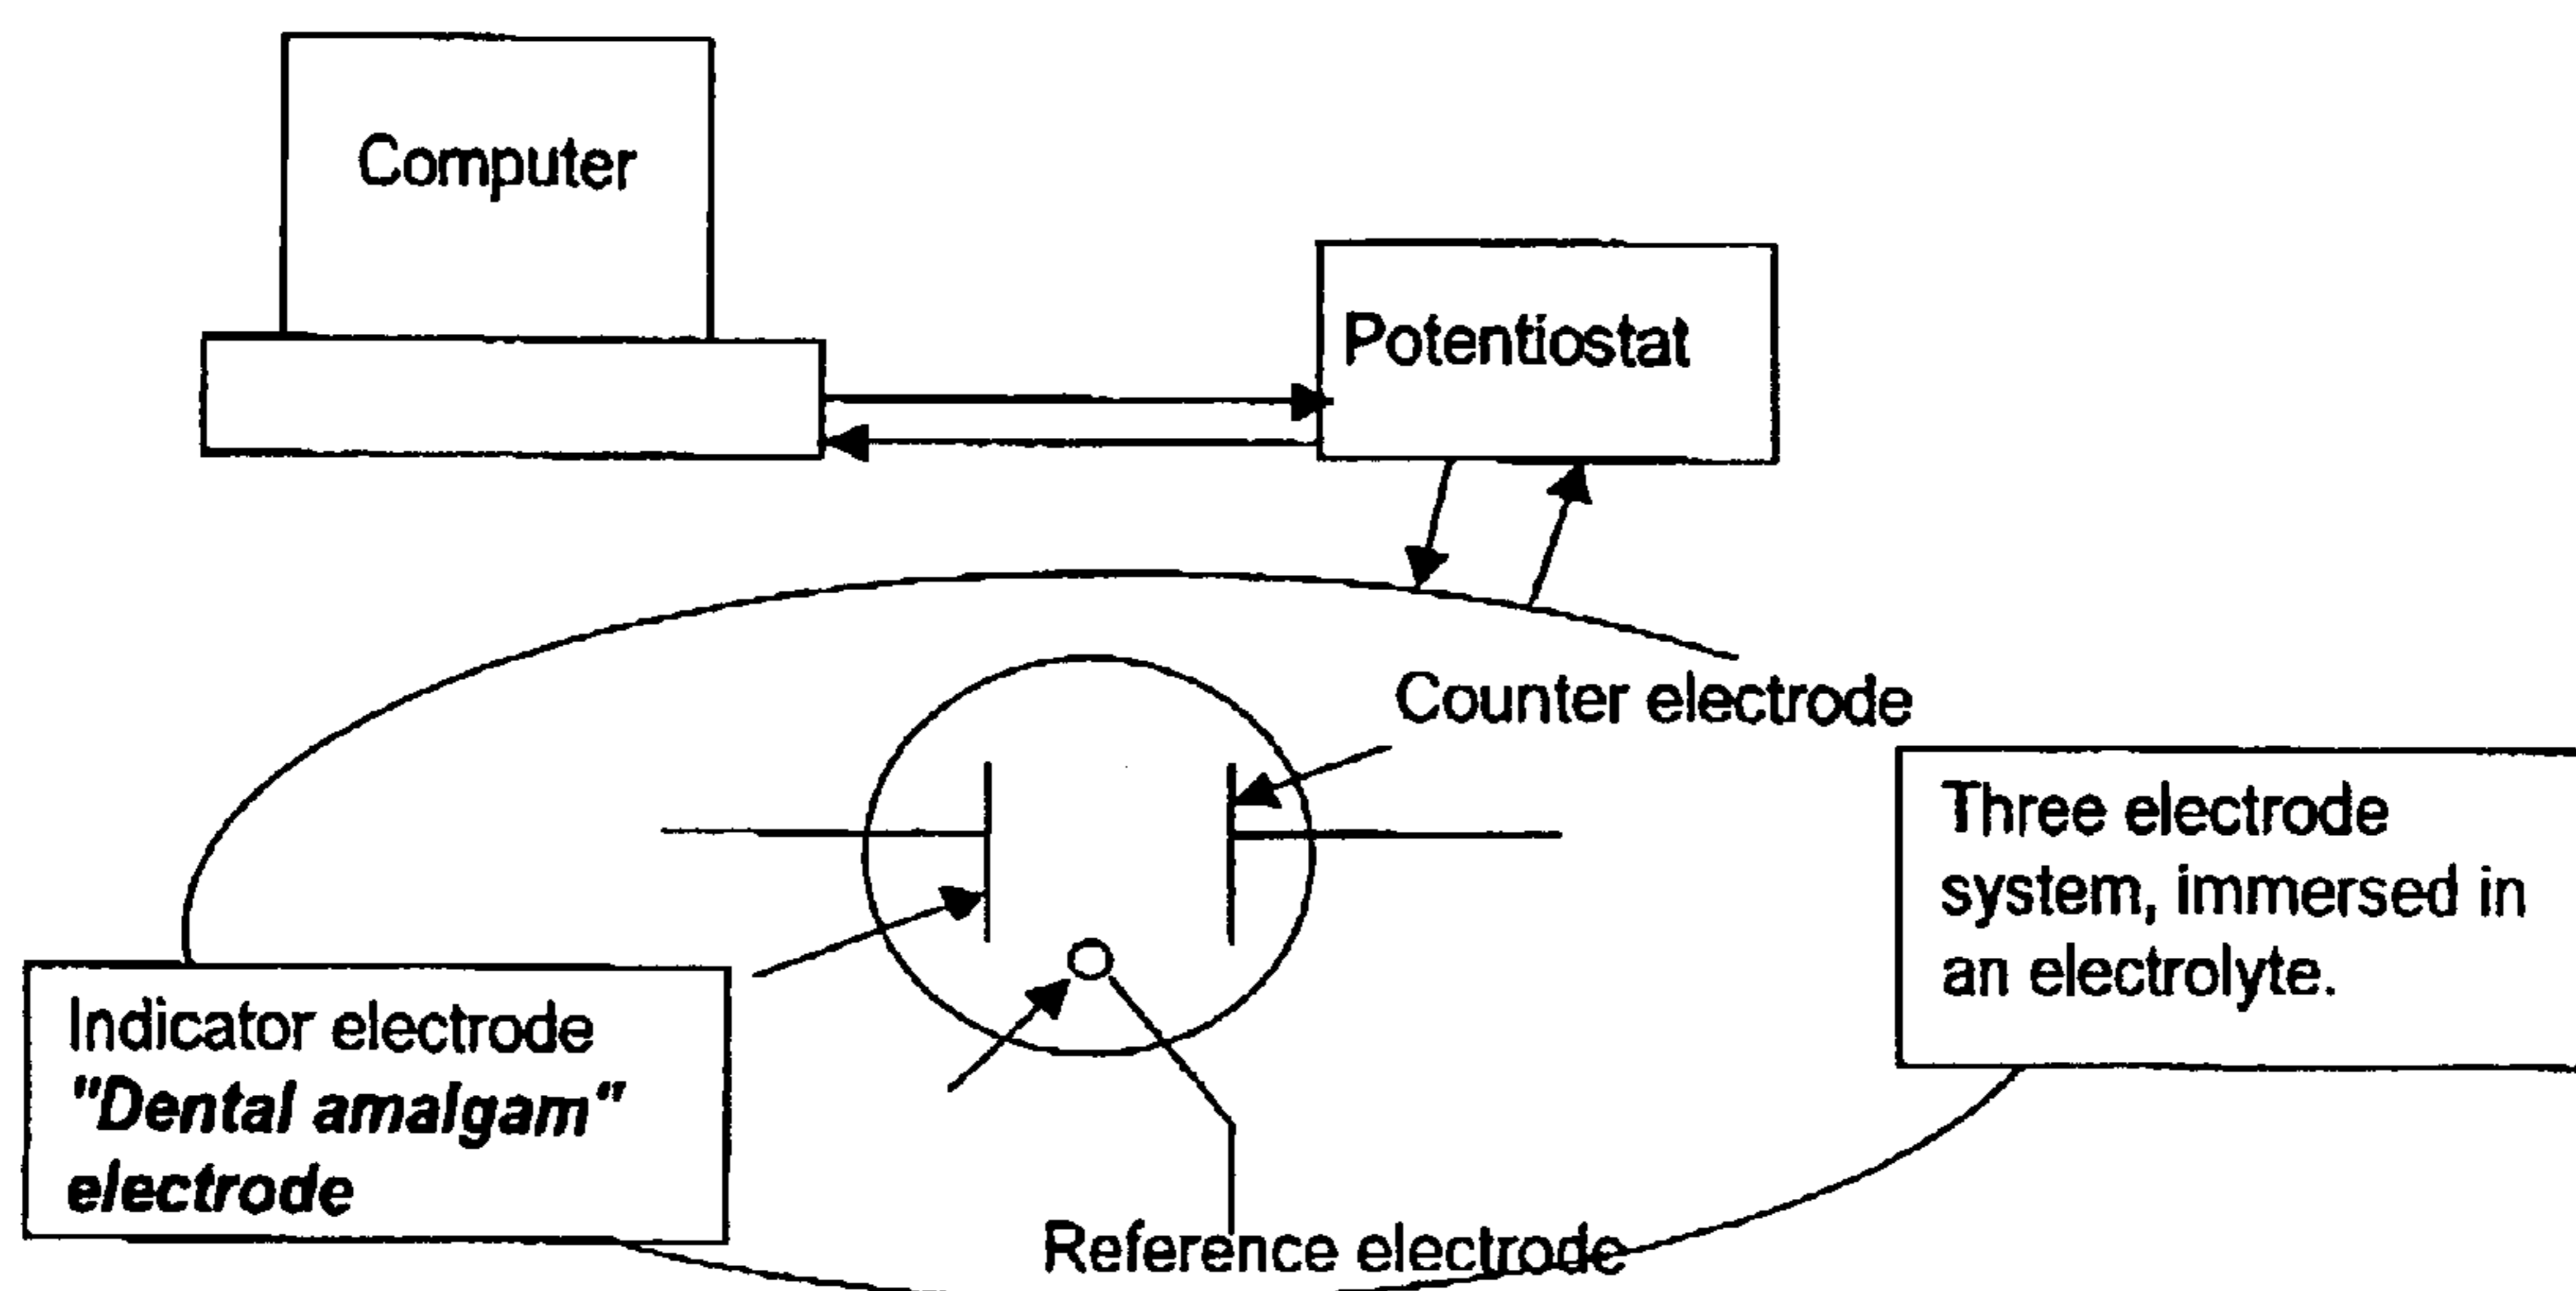 Computer
Potentiostat
Counter electrode
Three electrode
system, immersed in
an electrolyte.
Indicator electrode
"Dental amalgam"
electrode
Reference electrode